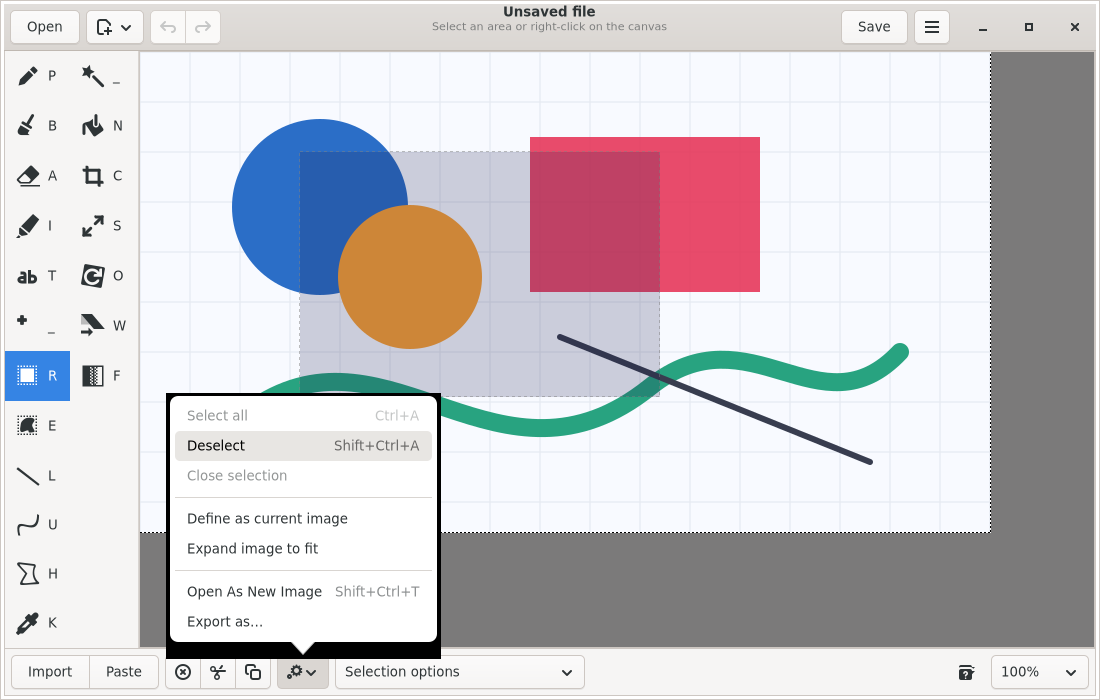 Unsaved file
Open
Select an area or right-click on the canvas
Save
P
_
B
N
A
C
I
S
T
O
_
W
R
F
E
L
U
H
K
Select all Ctrl+A
Deselect Shift+Ctrl+A
Close selection
Define as current image
Expand image to fit
Open As New Image Shift+Ctrl+T
Export as...
Import
Paste
Selection options
100%